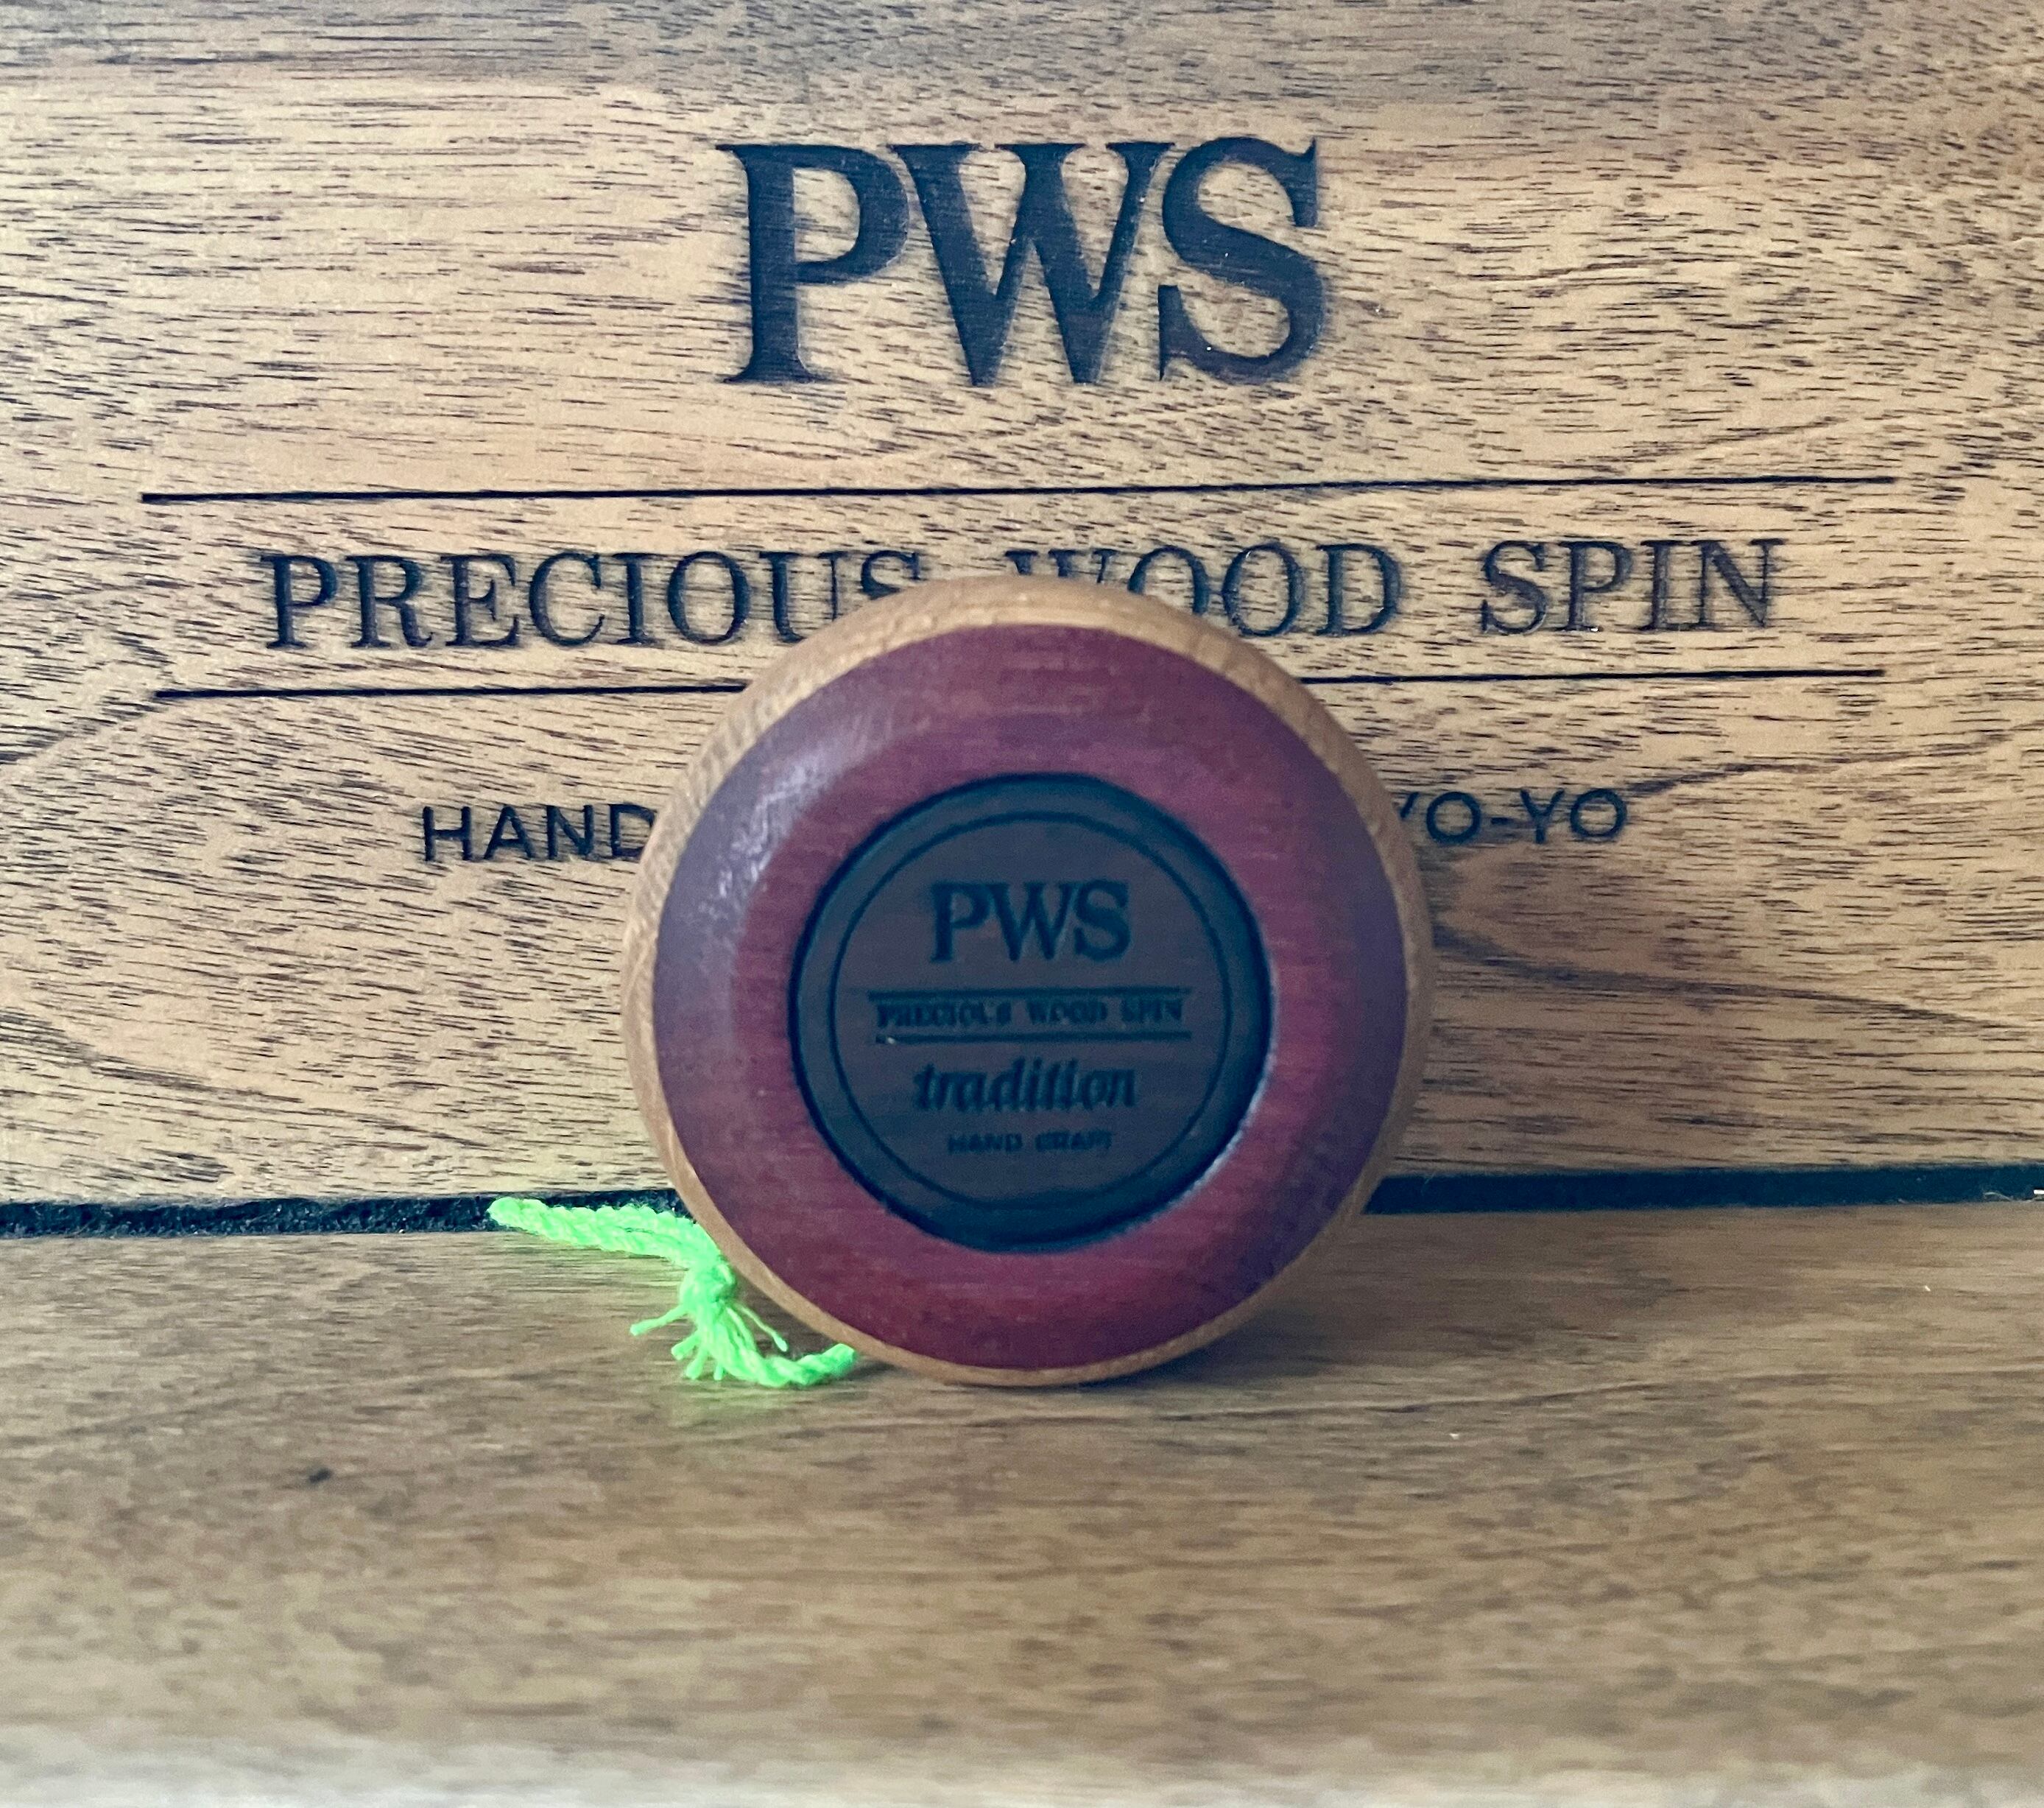 PWS
PRECIOUS WOOD SPIN
HAND YO-YO
PWS
PRECIOUS WOOD SPIN
tradition
HAND CRAFT